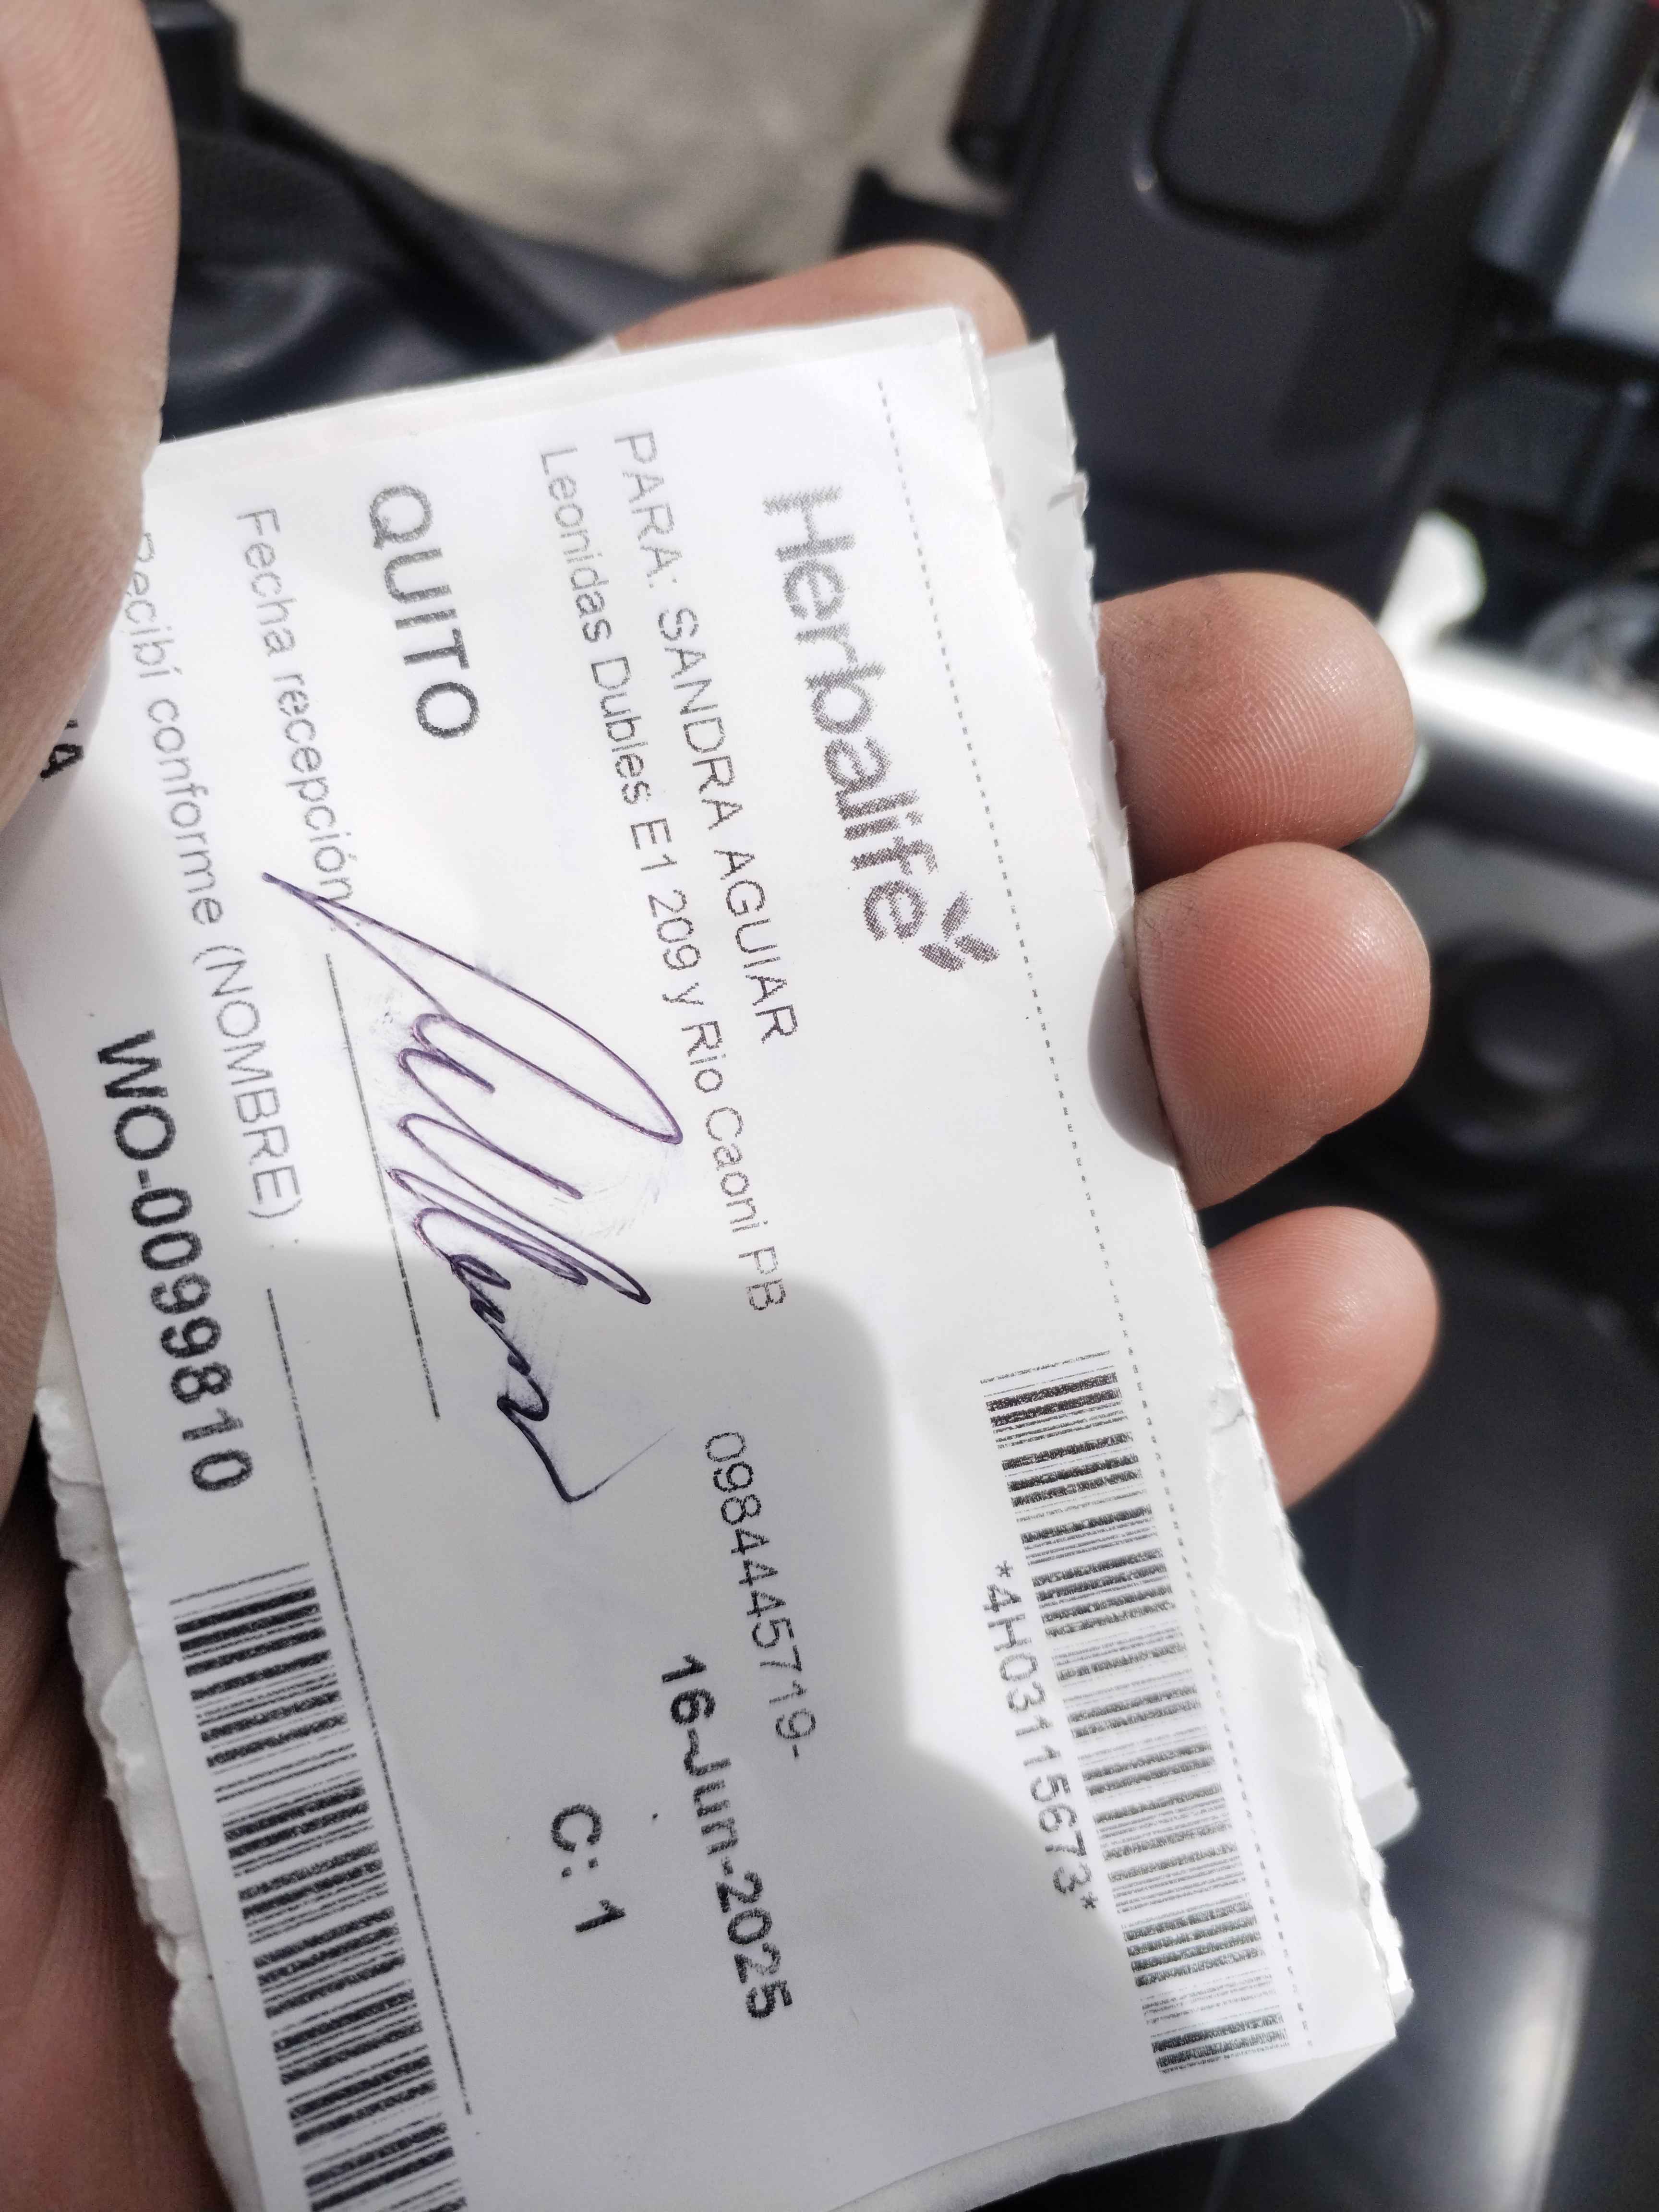 Herbalife
*4H03115673*
PARA: SANDRA AGUIAR
Leonidas Dubles E1 209 y Rio Caoni PB 0984445719-
16-Jun-2025
QUITO
C: 1
Fecha recepción
Recibí conforme (NOMBRE)
WO-0099810